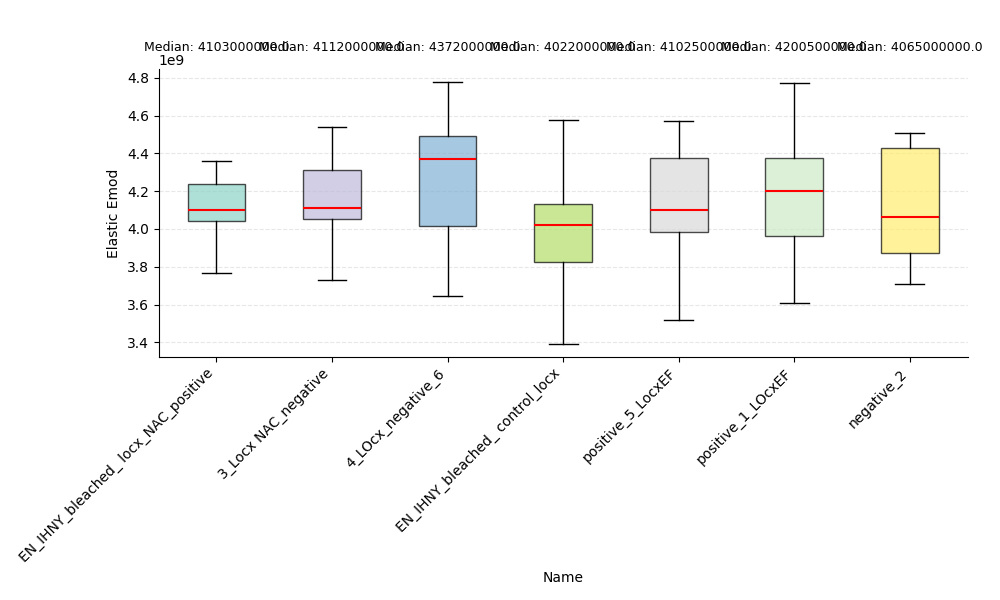 Median: 4103000000.0 Median: 4112000000.0 Median: 4372000000.0 Median: 4022000000.0 Median: 4102500000.0 Median: 4200500000.0 Median: 4065000000.0
1e9
4.8
4.6
4.4
4.2
4.0
3.8
3.6
3.4
Elastic Emod
EN_IHNY_bleached_ locx_NAC_positive
3_Locx NAC_negative
4_LOcx_negative_6
EN_IHNY_bleached_ control_locx
positive_5_LocxEF
positive_1_LOcxEF
negative_2
Name